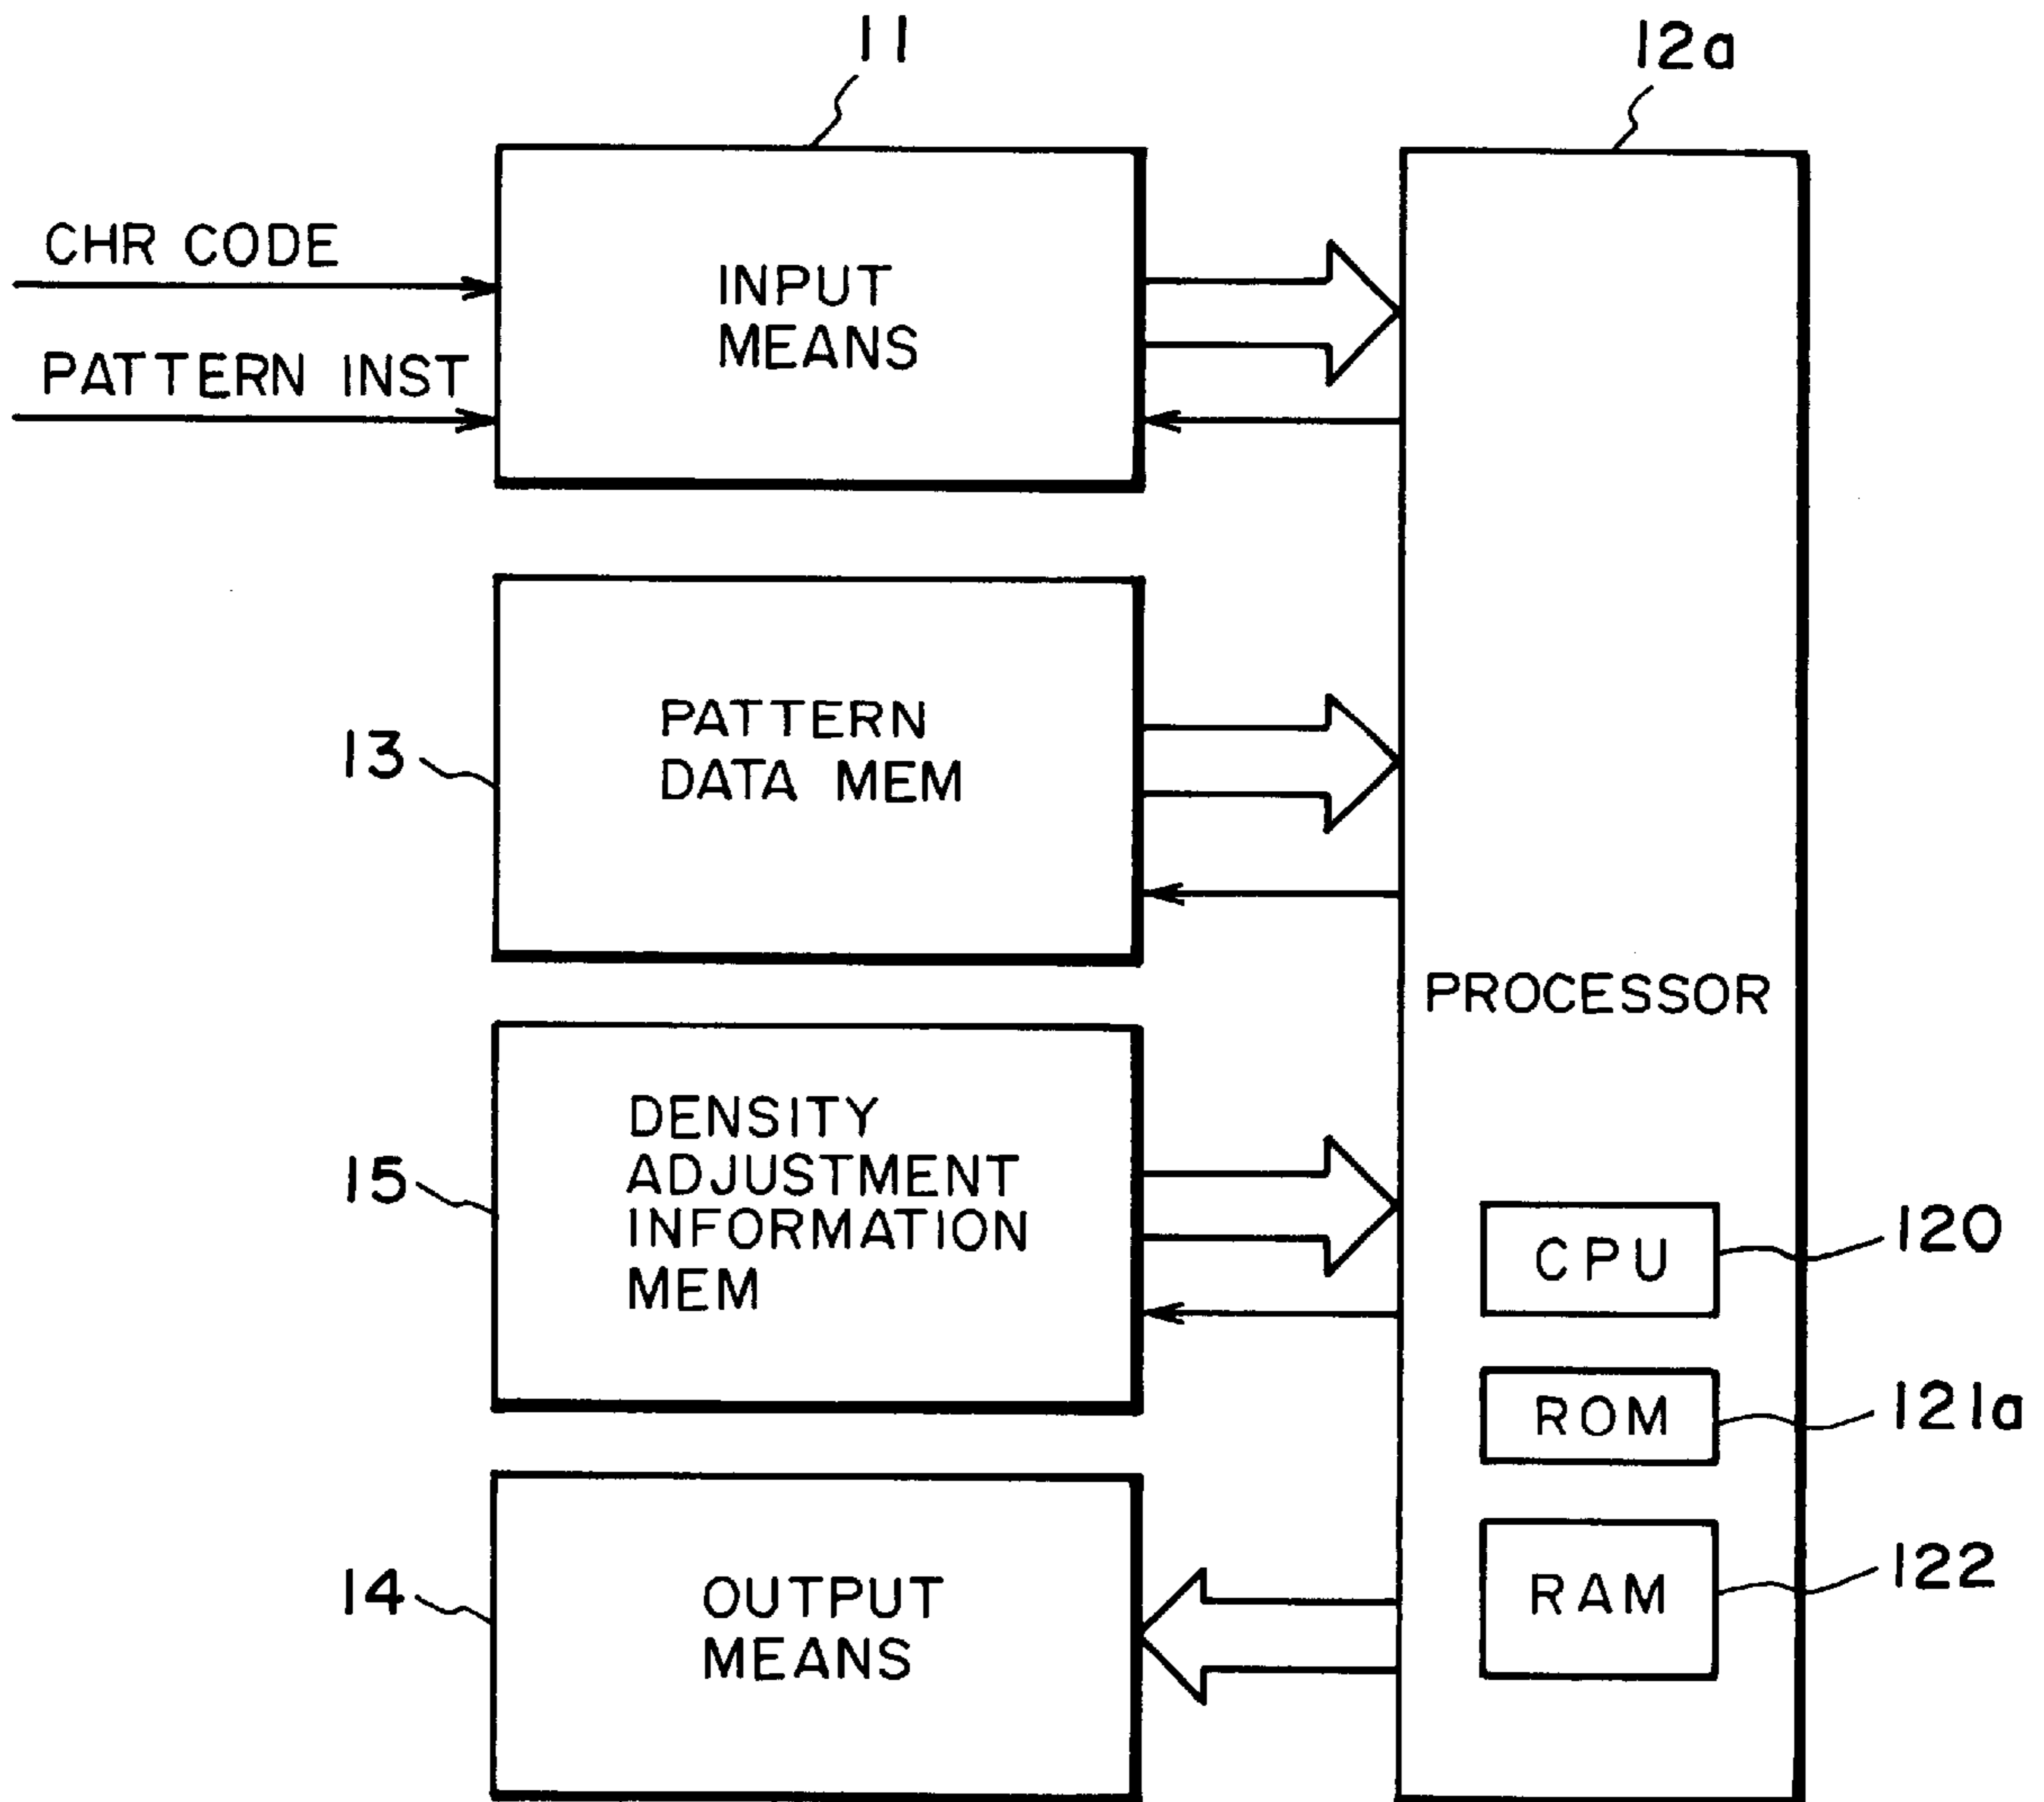 11
12a
CHR CODE
INPUT
MEANS
PATTERN INST
13
PATTERN
DATA MEM
PROCESSOR
15
DENSITY
ADJUSTMENT
INFORMATION
MEM
CPU
120
ROM
121a
14
OUTPUT
MEANS
RAM
122